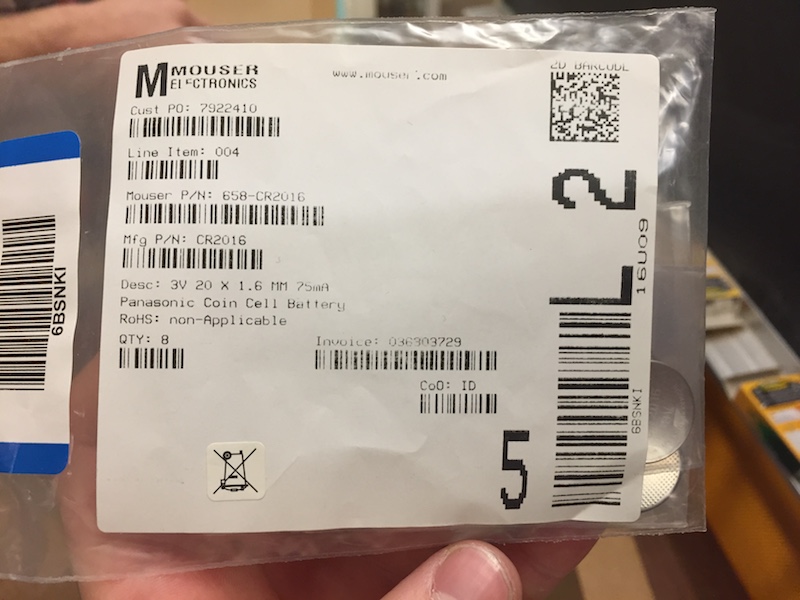 MOUSER
ELECTRONICS
www.mouser.com
2D BARCODE
Cust PO: 7922410
Line Item: 004
Mouser P/N: 658-CR2016
Mfg P/N: CR2016
Desc: 3V 20 X 1.6 MM 75mA
Panasonic Coin Cell Battery
RoHS: non-Applicable
QTY: 8
Invoice: 036303729
CoO: ID
5
L 2
16U09
6BSNKI
6BSNKI